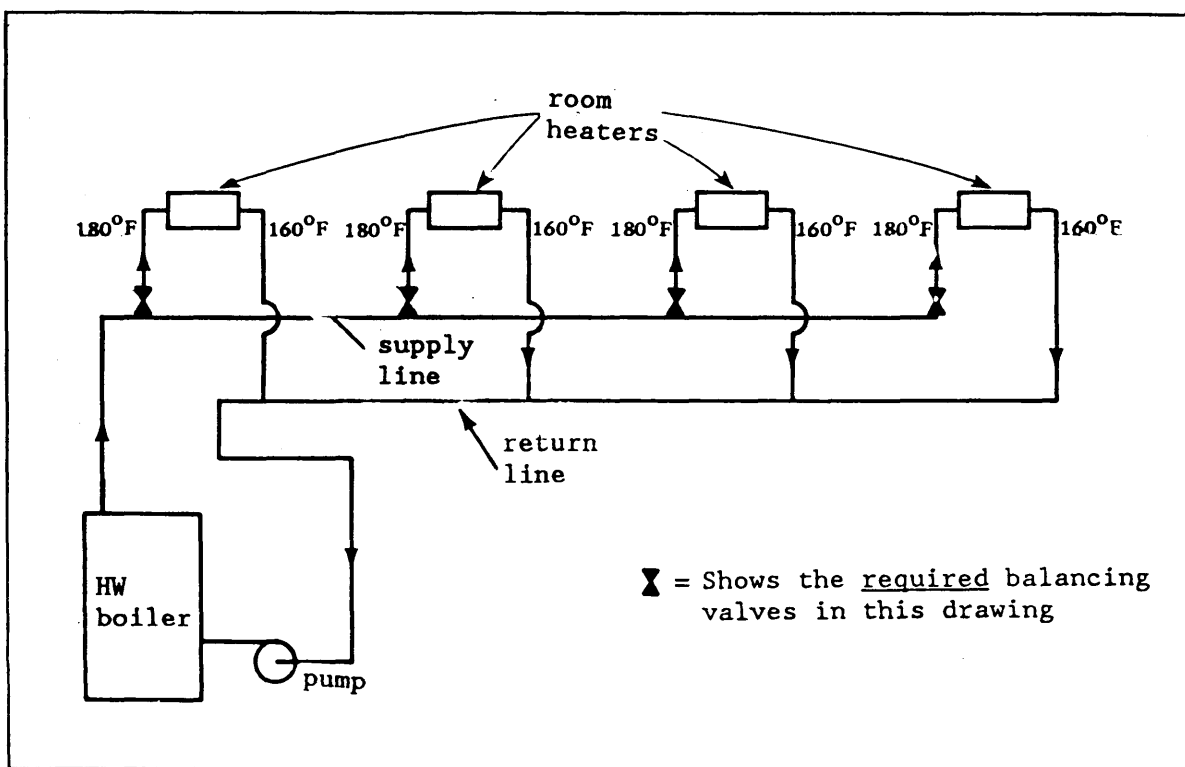 room
heaters
180°F 160°F 180°F 160°F 180°F 160°F 180°F 160°F
supply
line
return
line
HW
boiler
pump
= Shows the required balancing
valves in this drawing